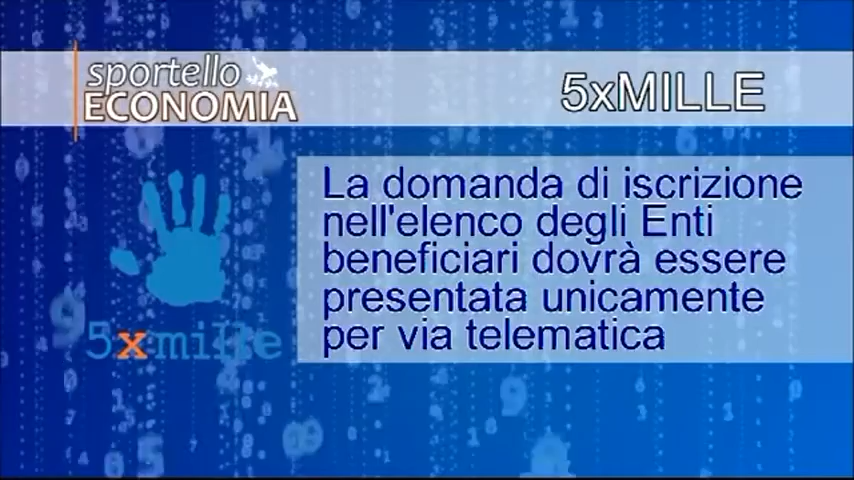 sportello
ECONOMIA
5xMILLE
La domanda di iscrizione
nell'elenco degli Enti
beneficiari dovrà essere
presentata unicamente
per via telematica
5xmille